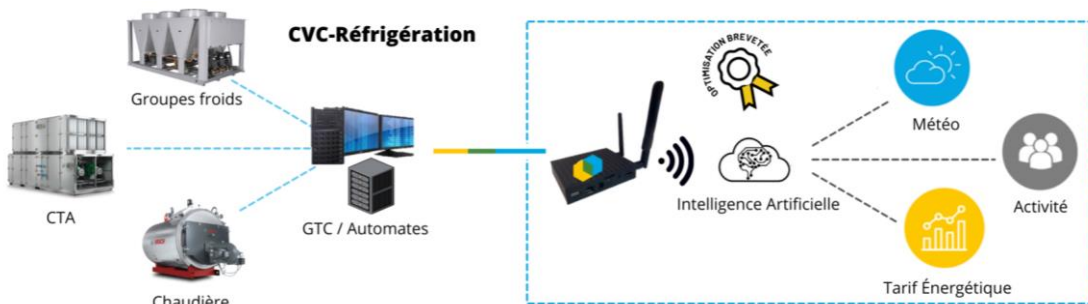 CVC-Réfrigération
Groupes froids
CTA
Chaudière
GTC / Automates
OPTIMISATION BREVETÉE
Intelligence Artificielle
Météo
Activité
Tarif Énergétique